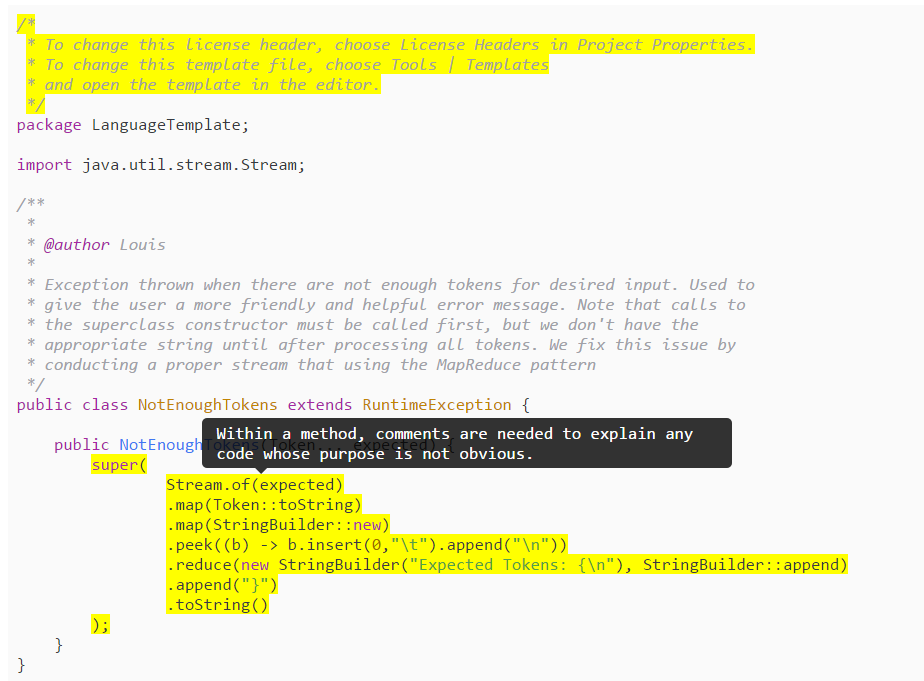 /*
 * To change this license header, choose License Headers in Project Properties.
 * To change this template file, choose Tools | Templates
 * and open the template in the editor.
 */
package LanguageTemplate;

import java.util.stream.Stream;

/**
 *
 * @author Louis
 *
 * Exception thrown when there are not enough tokens for desired input. Used to
 * give the user a more friendly and helpful error message. Note that calls to
 * the superclass constructor must be called first, but we don't have the
 * appropriate string until after processing all tokens. We fix this issue by
 * conducting a proper stream that using the MapReduce pattern
 */
public class NotEnoughTokens extends RuntimeException {

    public NotEnoughTokens(Token... expected) {
Within a method, comments are needed to explain any
code whose purpose is not obvious.
        super(
                Stream.of(expected)
                .map(Token::toString)
                .map(StringBuilder::new)
                .peek((b) -> b.insert(0,"\t").append("\n"))
                .reduce(new StringBuilder("Expected Tokens: {\n"), StringBuilder::append)
                .append("}")
                .toString()
        );
    }
}